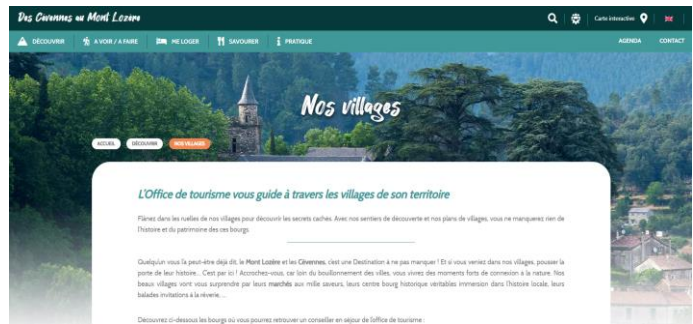 Des Cévennes au Mont Lozère
Carte interactive
DÉCOUVRIR A VOIR / A FAIRE ME LOGER SAVOURER PRATIQUE AGENDA CONTACT
Nos villages
ACCUEIL DÉCOUVRIR NOS VILLAGES
L'Office de tourisme vous guide à travers les villages de son territoire
Flânez dans les ruelles de nos villages pour découvrir les secrets cachés. Avec nos sentiers de découverte et nos plans de villages, vous ne manquerez rien de
l'histoire et du patrimoine des ces bourgs.
Quelqu'un vous l'a peut-être déjà dit, le Mont Lozère et les Cévennes, c'est une Destination à ne pas manquer ! Et si vous veniez dans nos villages, pousser la
porte de leur histoire... C'est par ici ! Accrochez-vous, car loin du bouillonnement des villes, vous vivrez des moments forts de connexion à la nature. Nos
beaux villages vont vous surprendre par leurs marchés aux mille saveurs, leurs centre bourg historique véritables immersion dans l'histoire locale, leurs
balades invitations à la rêverie, ...
Découvrez ci-dessous les bourgs où vous pourrez retrouver un conseiller en séjour de l'office de tourisme :